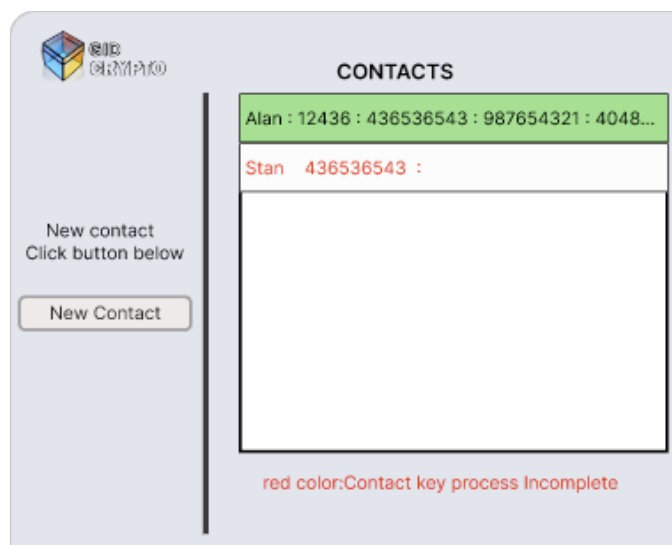 CRYPTO
CONTACTS
Alan : 12436 : 436536543 : 987654321 : 4048...
Stan 436536543 :
New contact
Click button below
New Contact
red color:Contact key process Incomplete